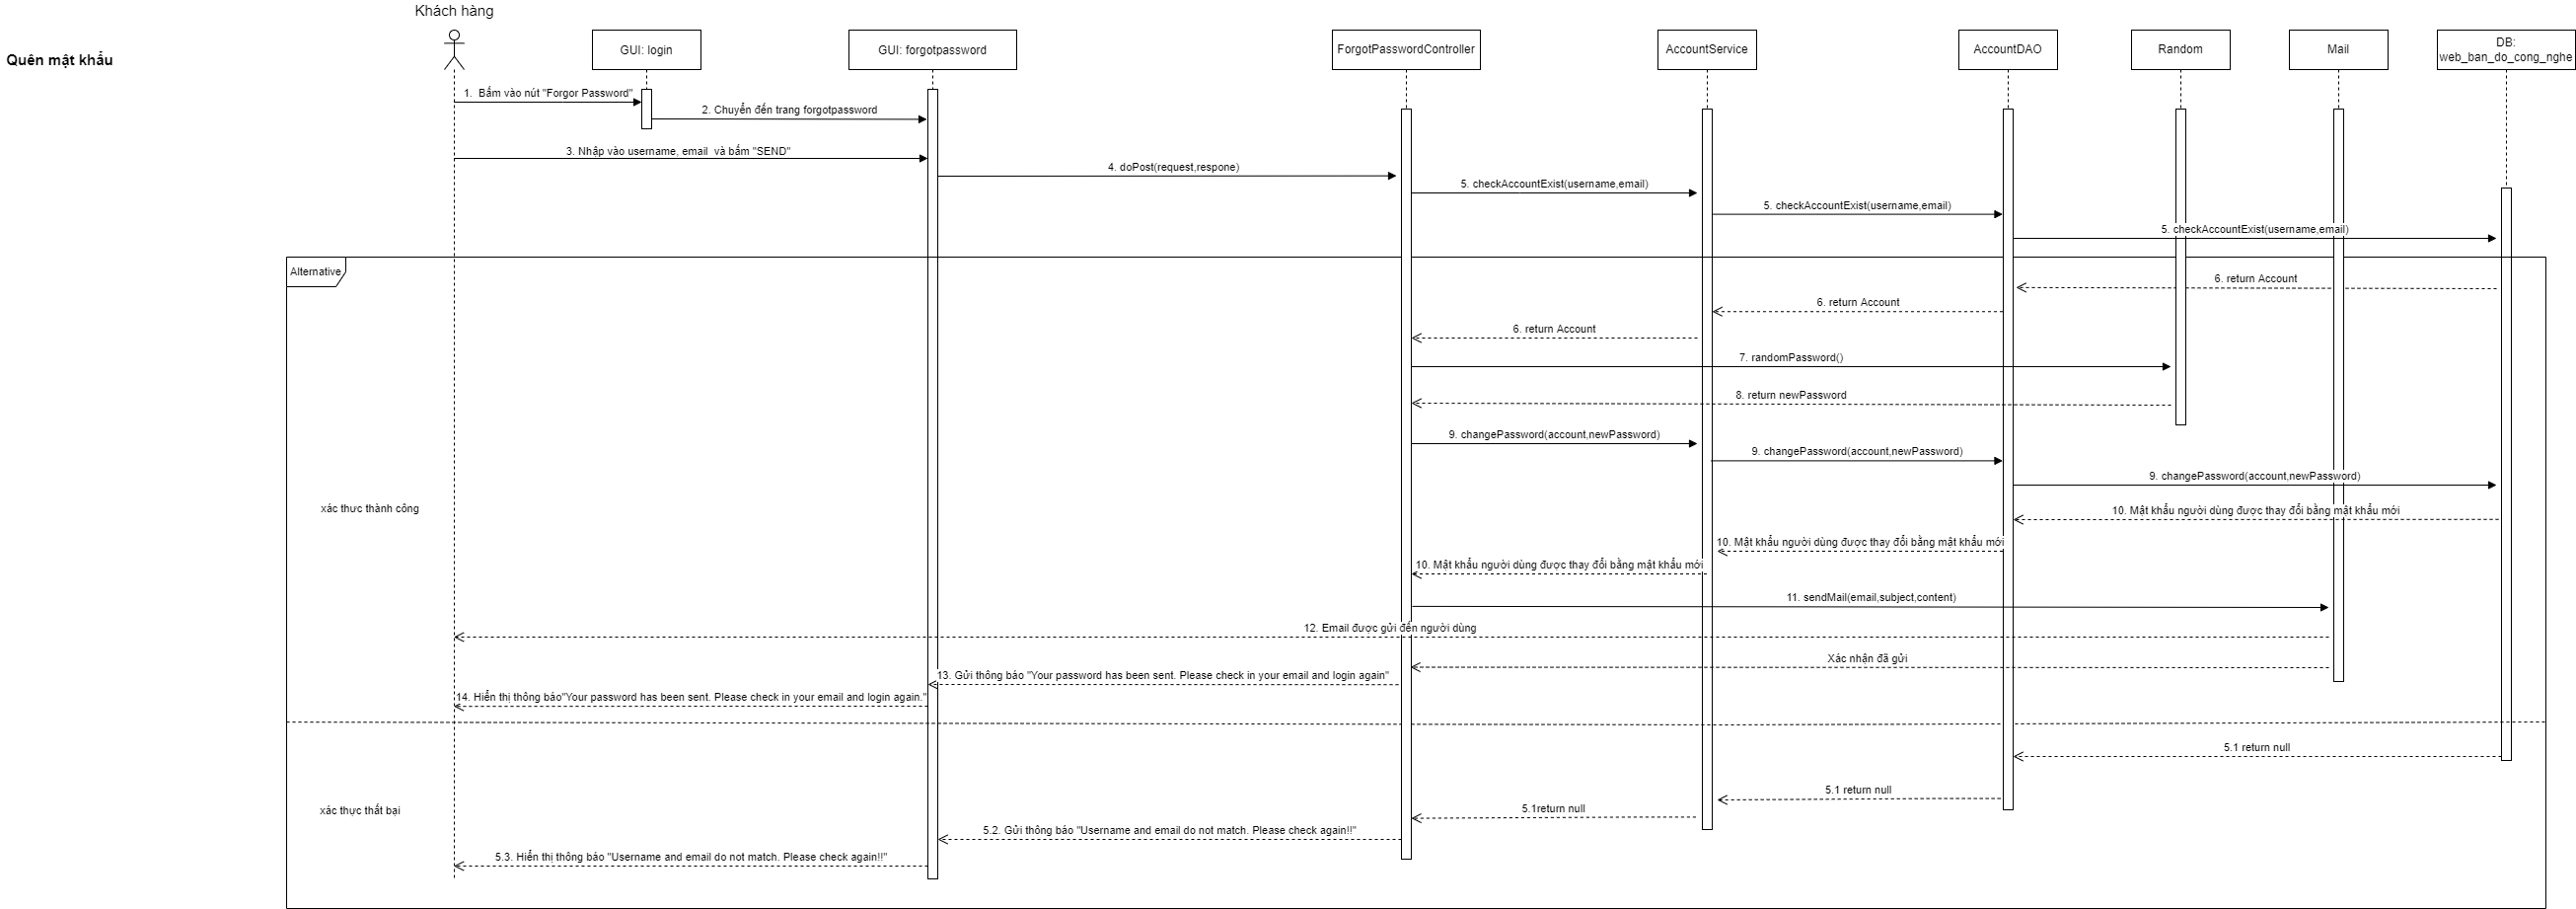 Khách hàng
Quên mật khẩu
GUI: login
GUI: forgotpassword
ForgotPasswordController
AccountService
AccountDAO
Random
Mail
DB:
web_ban_do_cong_nghe
1. Bấm vào nút "Forgor Password"
2. Chuyển đến trang forgotpassword
3. Nhập vào username, email và bấm "SEND"
4. doPost(request,respone)
5. checkAccountExist(username,email)
5. checkAccountExist(username,email)
5. checkAccountExist(username,email)
Alternative
6. return Account
6. return Account
6. return Account
7. randomPassword()
8. return newPassword
9. changePassword(account,newPassword)
9. changePassword(account,newPassword)
9. changePassword(account,newPassword)
xác thưc thành công
10. Mật khẩu người dùng được thay đổi bằng mật khẩu mới
10. Mật khẩu người dùng được thay đổi bằng mật khẩu mới
10. Mật khẩu người dùng được thay đổi bằng mật khẩu mới
11. sendMail(email,subject,content)
12. Email được gửi đến người dùng
Xác nhận đã gửi
13. Gửi thông báo "Your password has been sent. Please check in your email and login again"
14. Hiển thị thông báo"Your password has been sent. Please check in your email and login again."
5.1 return null
5.1 return null
5.1return null
xác thực thất bại
5.2. Gửi thông báo "Username and email do not match. Please check again!!"
5.3. Hiển thị thông báo "Username and email do not match. Please check again!!"